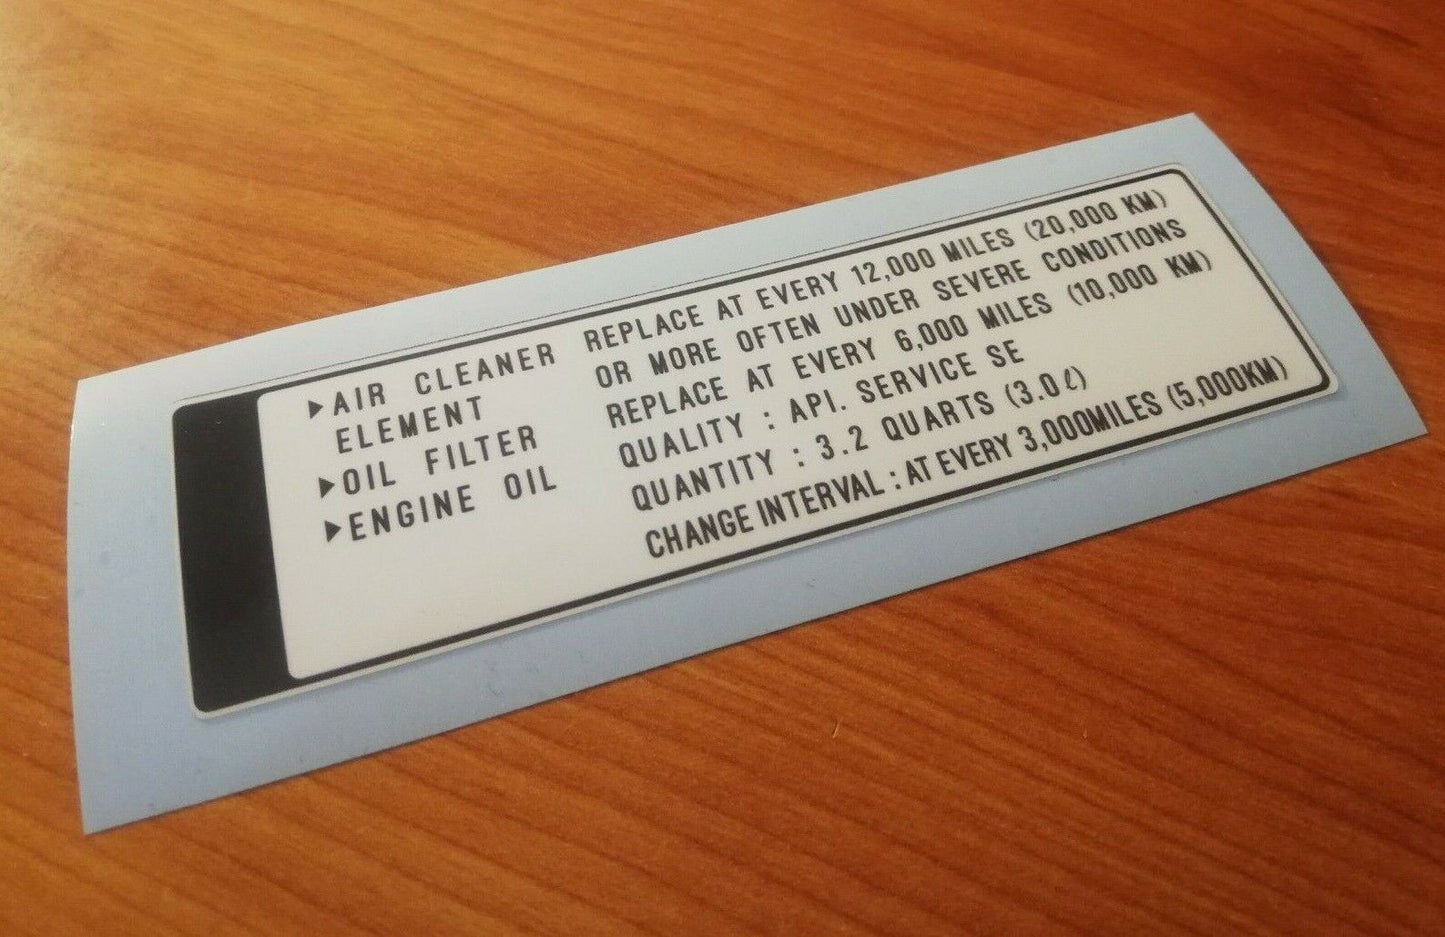 ▶AIR CLEANER REPLACE AT EVERY 12,000 MILES (20,000 KM)
ELEMENT OR MORE OFTEN UNDER SEVERE CONDITIONS
▶OIL FILTER REPLACE AT EVERY 6,000 MILES (10,000 KM)
▶ENGINE OIL QUALITY : API. SERVICE SE
QUANTITY : 3.2 QUARTS (3.0 ℓ)
CHANGE INTERVAL : AT EVERY 3,000MILES (5,000KM)